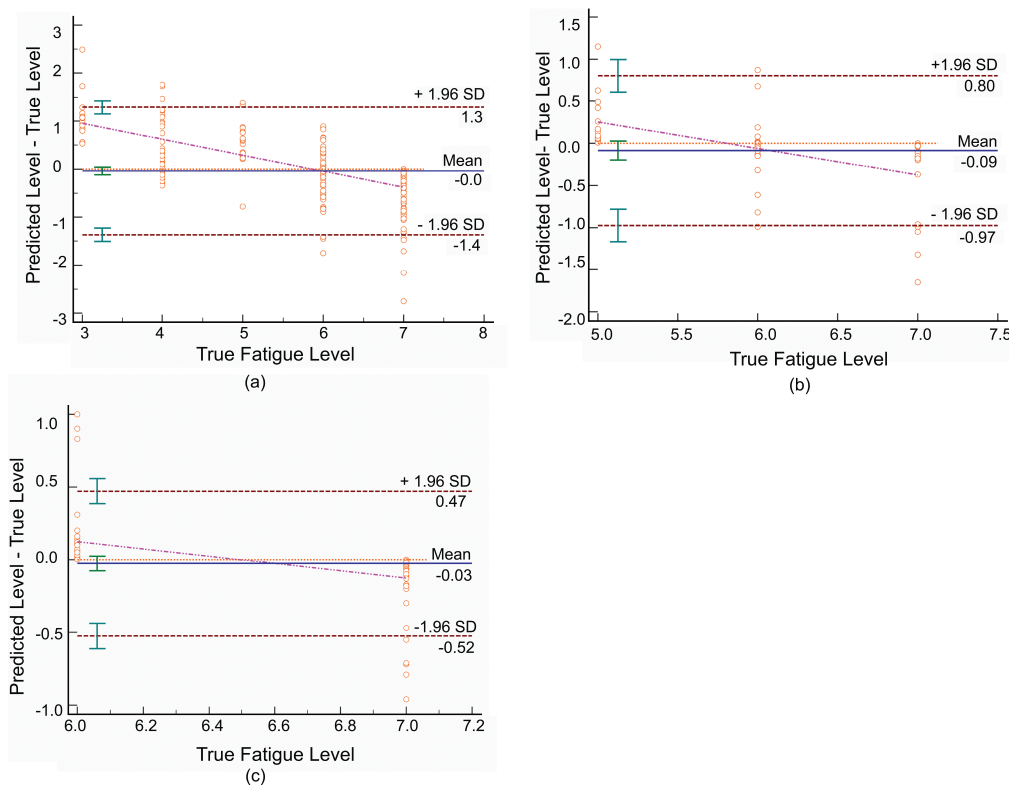 Predicted Level - True Level
3
2
1
0
-1
-2
-3
+ 1.96 SD
1.3
Mean
-0.0
- 1.96 SD
-1.4
3 4 5 6 7 8
True Fatigue Level
(a)
Predicted Level- True Level
1.5
1.0
0.5
0.0
-0.5
-1.0
-1.5
-2.0
+1.96 SD
0.80
Mean
-0.09
- 1.96 SD
-0.97
5.0 5.5 6.0 6.5 7.0 7.5
True Fatigue Level
(b)
Predicted Level - True Level
1.0
0.5
0.0
-0.5
-1.0
+ 1.96 SD
0.47
Mean
-0.03
-1.96 SD
-0.52
6.0 6.2 6.4 6.6 6.8 7.0 7.2
True Fatigue Level
(c)